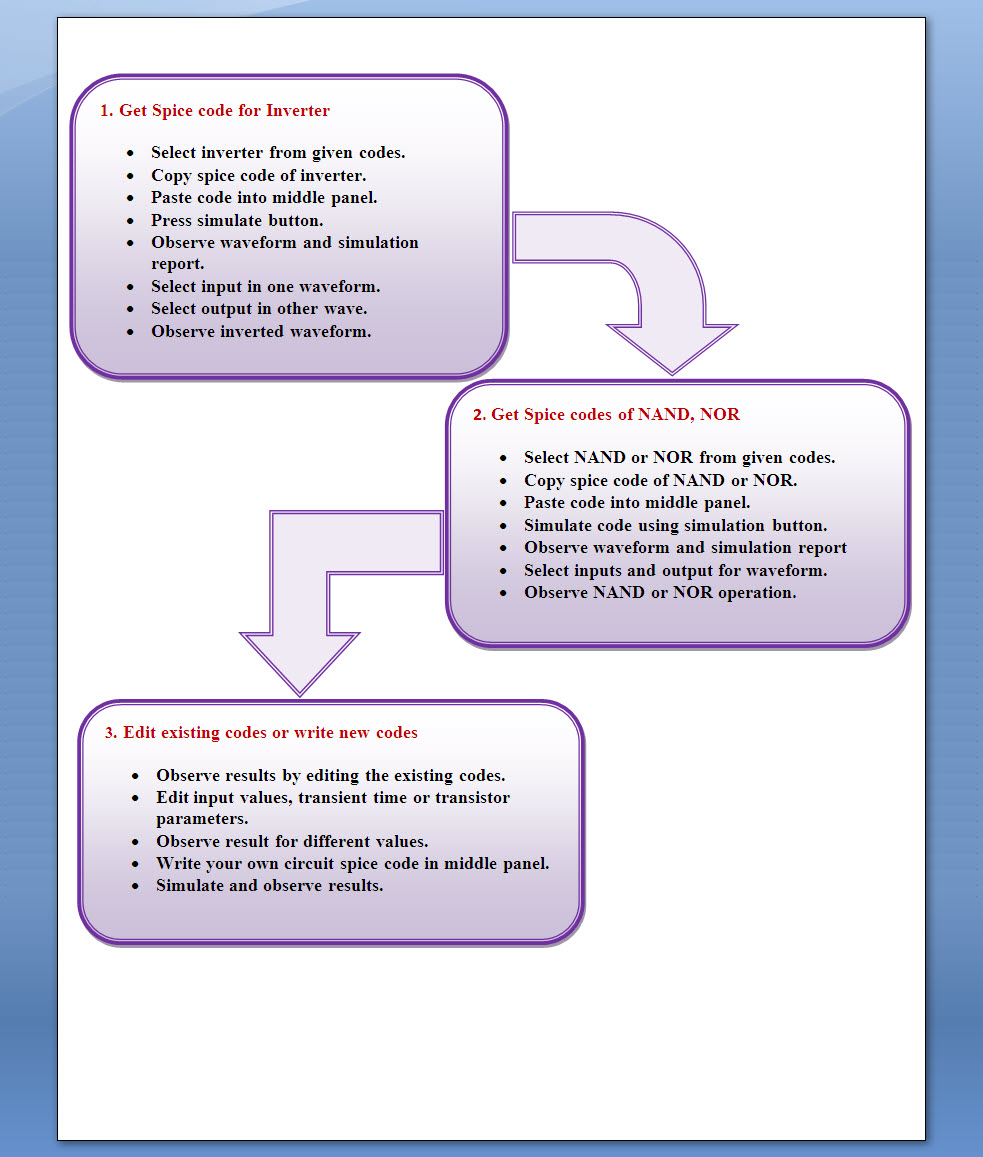 1. Get Spice code for Inverter
• Select inverter from given codes.
• Copy spice code of inverter.
• Paste code into middle panel.
• Press simulate button.
• Observe waveform and simulation
report.
• Select input in one waveform.
• Select output in other wave.
• Observe inverted waveform.
2. Get Spice codes of NAND, NOR
• Select NAND or NOR from given codes.
• Copy spice code of NAND or NOR.
• Paste code into middle panel.
• Simulate code using simulation button.
• Observe waveform and simulation report
• Select inputs and output for waveform.
• Observe NAND or NOR operation.
3. Edit existing codes or write new codes
• Observe results by editing the existing codes.
• Edit input values, transient time or transistor
parameters.
• Observe result for different values.
• Write your own circuit spice code in middle panel.
• Simulate and observe results.